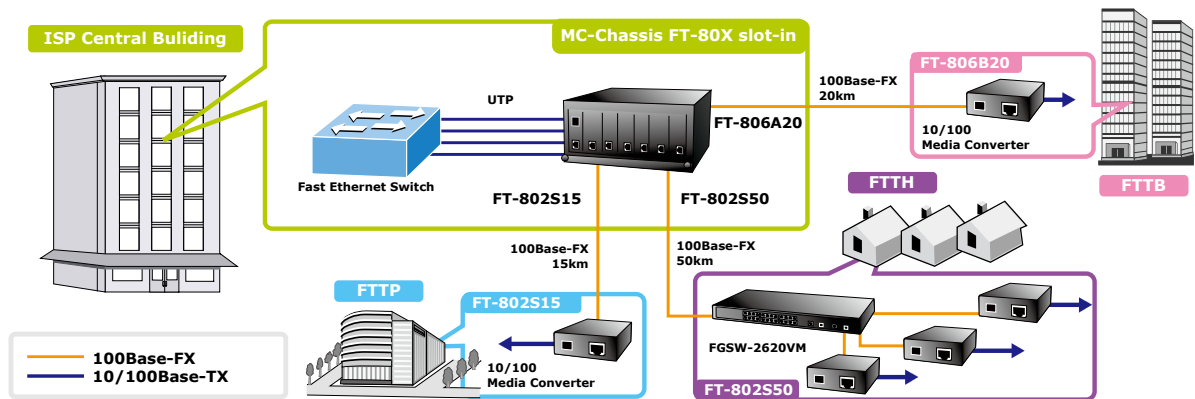 ISP Central Buliding
MC-Chassis FT-80X slot-in
UTP
Fast Ethernet Switch
FT-806A20
FT-802S15
FT-802S50
100Base-FX
20km
FT-806B20
10/100
Media Converter
FTTB
FTTH
100Base-FX
15km
100Base-FX
50km
FTTP
FT-802S15
10/100
Media Converter
FGSW-2620VM
FT-802S50
100Base-FX
10/100Base-TX